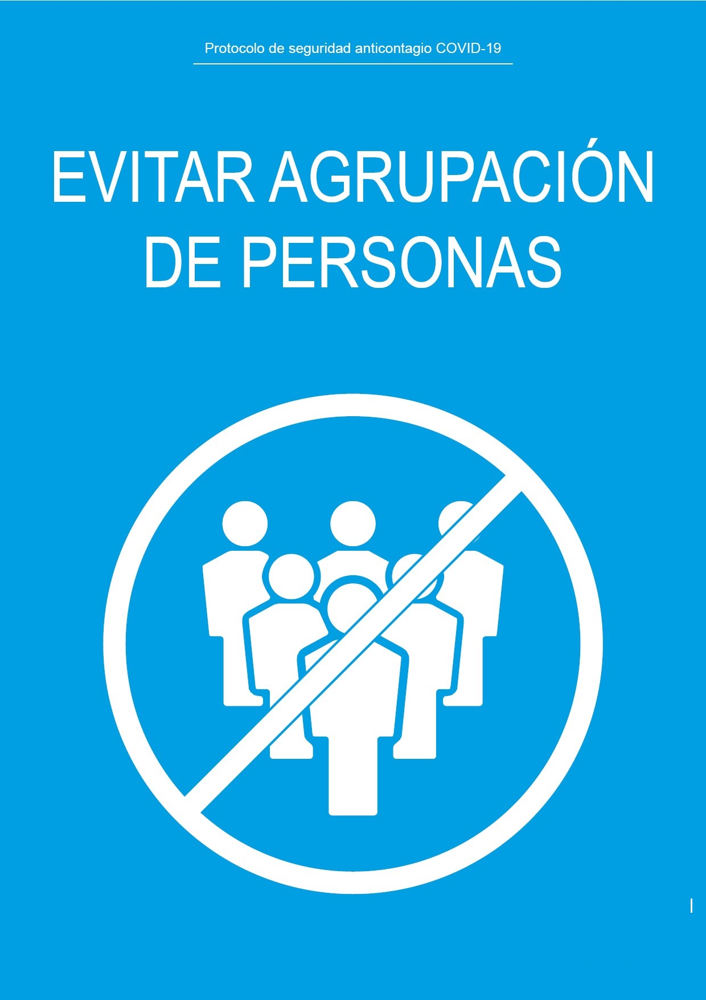 Protocolo de seguridad anticontagio COVID-19
EVITAR AGRUPACIÓN
DE PERSONAS